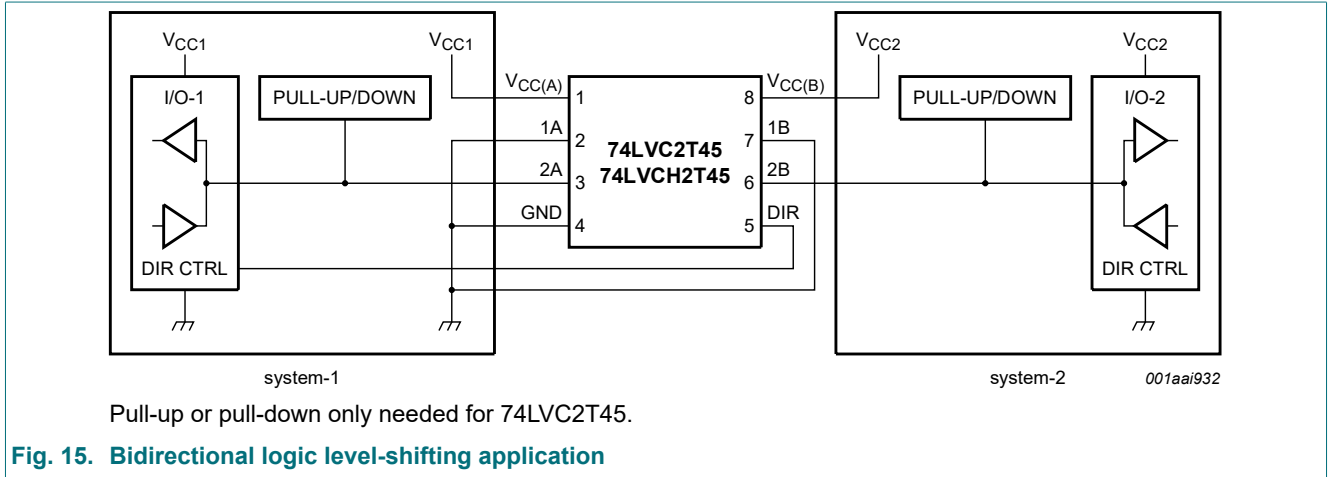 VCC1 VCC1 VCC2 VCC2
I/O-1 PULL-UP/DOWN VCC(A) 1 8 VCC(B) PULL-UP/DOWN I/O-2
1A 2 74LVC2T45 7 1B
2A 3 74LVCH2T45 6 2B
GND 4 5 DIR
DIR CTRL DIR CTRL
system-1 system-2 001aai932
Pull-up or pull-down only needed for 74LVC2T45.
Fig. 15. Bidirectional logic level-shifting application